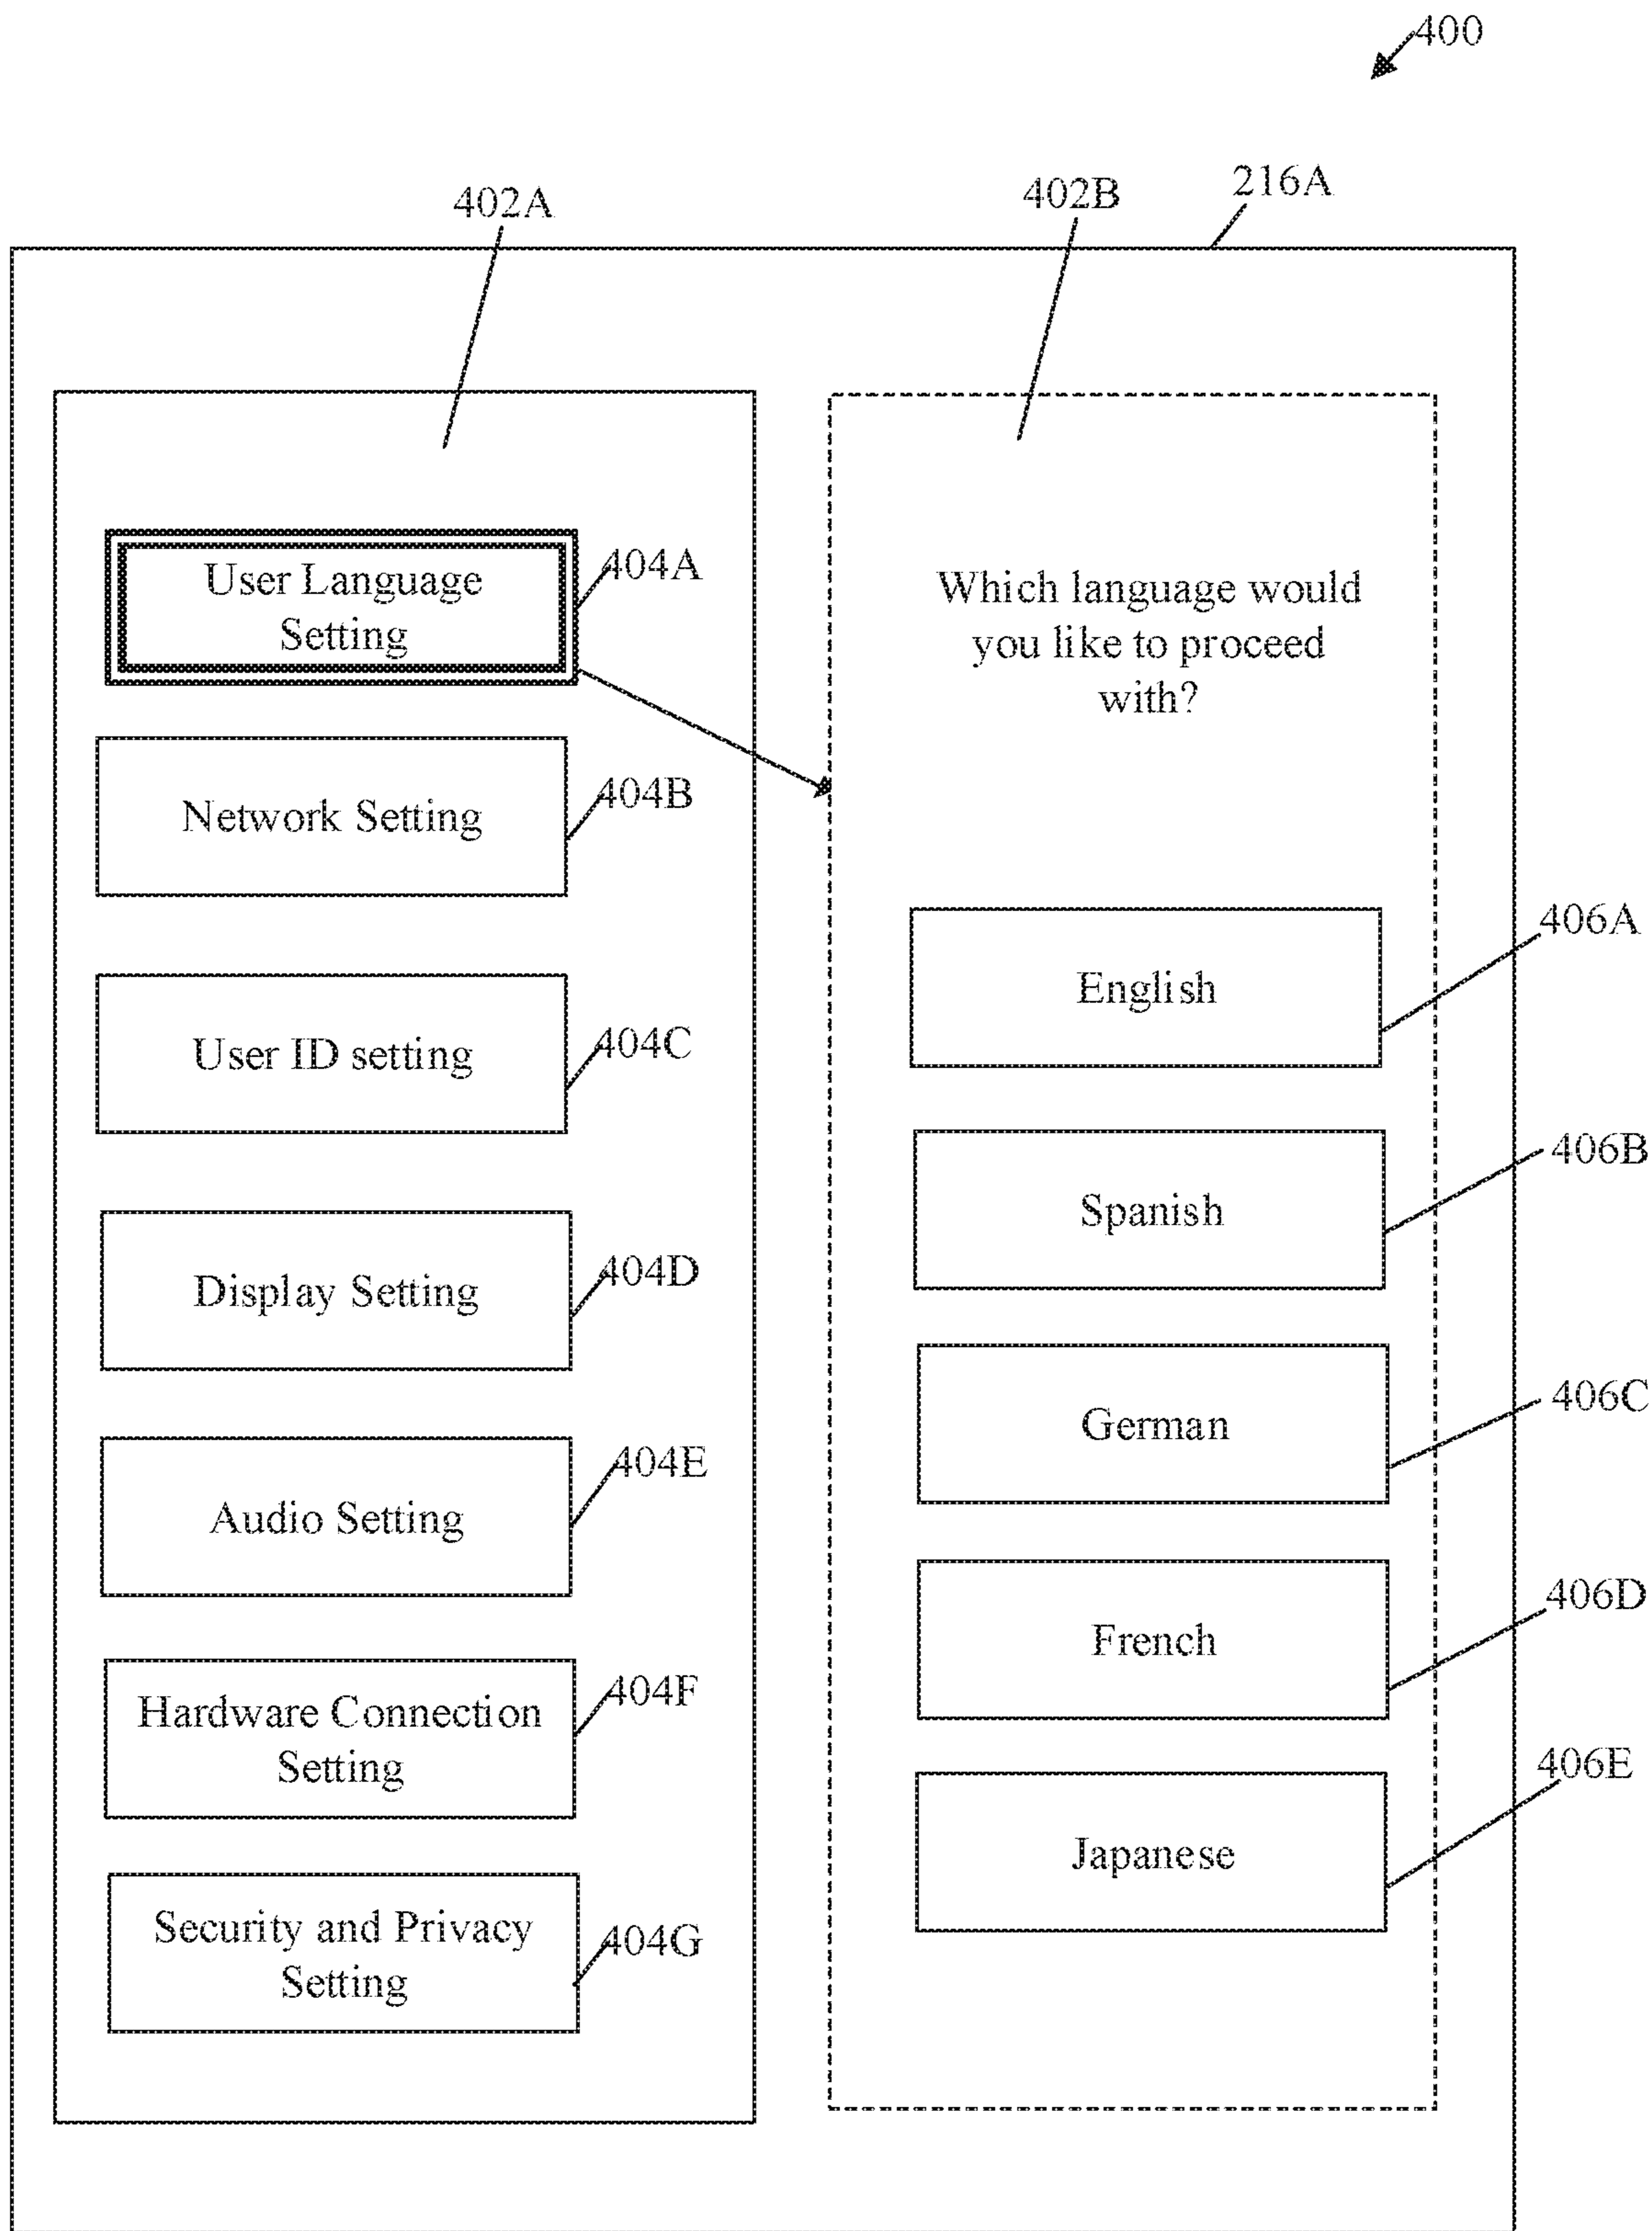 400
402A
402B
216A
User Language
Setting
404A
Network Setting
404B
User ID setting
404C
Display Setting
404D
Audio Setting
404E
Hardware Connection
Setting
404F
Security and Privacy
Setting
404G
Which language would
you like to proceed
with?
English
406A
Spanish
406B
German
406C
French
406D
Japanese
406E